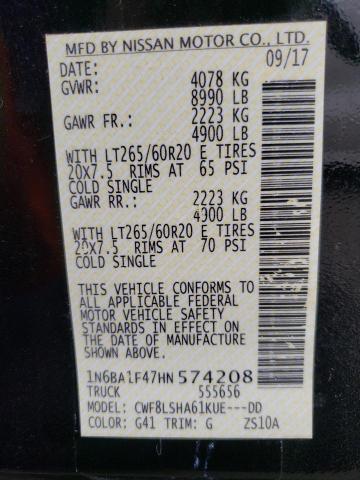 MFD BY NISSAN MOTOR CO., LTD.
DATE: 09/17
GVWR: 4078 KG
8990 LB
GAWR FR.: 2223 KG
4900 LB
WITH LT265/60R20 E TIRES
20X7.5 RIMS AT 65 PSI
COLD SINGLE
GAWR RR.: 2223 KG
4900 LB
WITH LT265/60R20 E TIRES
20X7.5 RIMS AT 70 PSI
COLD SINGLE
THIS VEHICLE CONFORMS TO
ALL APPLICABLE FEDERAL
MOTOR VEHICLE SAFETY
STANDARDS IN EFFECT ON THE
DATE OF MANUFACTURE
SHOWN ABOVE.
1N6BA1F47HN574208
TRUCK 555656
MODEL: CWF8LSHA61KUE---DD
COLOR: G41 TRIM: G ZS10A